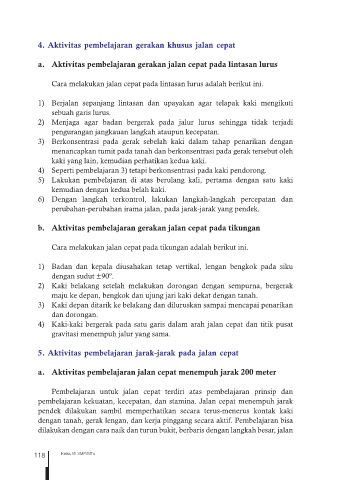 4. Aktivitas pembelajaran gerakan khusus jalan cepat
a. Aktivitas pembelajaran gerakan jalan cepat pada lintasan lurus
Cara melakukan jalan cepat pada lintasan lurus adalah berikut ini.
1) Berjalan sepanjang lintasan dan upayakan agar telapak kaki mengikuti
sebuah garis lurus.
2) Menjaga agar badan bergerak pada jalur lurus sehingga tidak terjadi
pengurangan jangkauan langkah ataupun kecepatan.
3) Berkonsentrasi pada gerak sebelah kaki dalam tahap penarikan dengan
menancapkan tumit pada tanah dan berkonsentrasi pada gerak tersebut oleh
kaki yang lain, kemudian perhatikan kedua kaki.
4) Seperti pembelajaran 3) tetapi berkonsentrasi pada kaki pendorong.
5) Lakukan pembelajaran di atas berulang kali, pertama dengan satu kaki
kemudian dengan kedua belah kaki.
6) Dengan langkah terkontrol, lakukan langkah-langkah percepatan dan
perubahan-perubahan irama jalan, pada jarak-jarak yang pendek.
b. Aktivitas pembelajaran gerakan jalan cepat pada tikungan
Cara melakukan jalan cepat pada tikungan adalah berikut ini.
1) Badan dan kepala diusahakan tetap vertikal, lengan bengkok pada siku
dengan sudut ±90°.
2) Kaki belakang setelah melakukan dorongan dengan sempurna, bergerak
maju ke depan, bengkok dan ujung jari kaki dekat dengan tanah.
3) Kaki depan ditarik ke belakang dan diluruskan sampai mencapai penarikan
dan dorongan.
4) Kaki-kaki bergerak pada satu garis dalam arah jalan cepat dan titik pusat
gravitasi menempuh jalur yang sama.
5. Aktivitas pembelajaran jarak-jarak pada jalan cepat
a. Aktivitas pembelajaran jalan cepat menempuh jarak 200 meter
Pembelajaran untuk jalan cepat terdiri atas pembelajaran prinsip dan
pembelajaran kekuatan, kecepatan, dan stamina. Jalan cepat menempuh jarak
pendek dilakukan sambil memperhatikan secara terus-menerus kontak kaki
dengan tanah, gerak lengan, dan kerja pinggang secara aktif. Pembelajaran bisa
dilakukan dengan cara naik dan turun bukit, berbaris dengan langkah besar, jalan
118